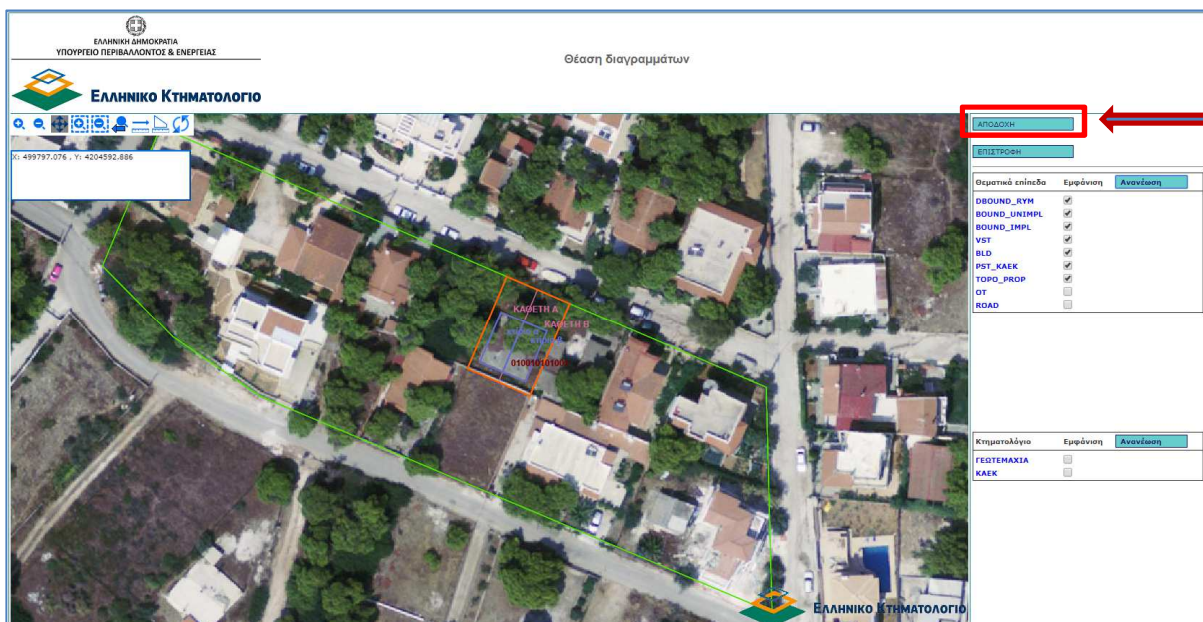 ΕΛΛΗΝΙΚΗ ΔΗΜΟΚΡΑΤΙΑ
ΥΠΟΥΡΓΕΙΟ ΠΕΡΙΒΑΛΛΟΝΤΟΣ & ΕΝΕΡΓΕΙΑΣ
Θέαση διαγραμμάτων
ΕΛΛΗΝΙΚΟ ΚΤΗΜΑΤΟΛΟΓΙΟ
X: 499797.076 , Y: 4204592.886
ΑΠΟΔΟΧΗ
ΕΠΙΣΤΡΟΦΗ
Θεματικά επίπεδα Εμφάνιση Ανανέωση
DBOUND_RYM
BOUND_UNIMPL
BOUND_IMPL
VST
BLD
PST_KAEK
TOPO_PROP
OT
ROAD
ΚΑΘΕΤΗ Α
ΚΑΘΕΤΗ Β
010010101001
Κτηματολόγιο Εμφάνιση Ανανέωση
ΓΕΩΤΕΜΑΧΙΑ
ΚΑΕΚ
ΕΛΛΗΝΙΚΟ ΚΤΗΜΑΤΟΛΟΓΙΟ